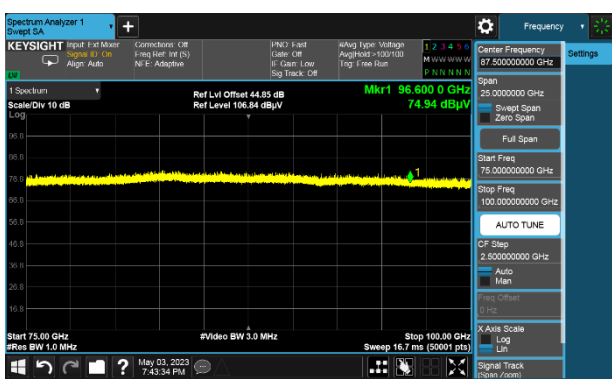 Spectrum Analyzer 1
Swept SA
+
Frequency
KEYSIGHT
Input: Ext Mixer
Signal ID: On
Align: Auto
Corrections: Off
Freq Ref: Int (S)
NFE: Adaptive
PNO: Fast
Gate: Off
IF Gain: Low
Sig Track: Off
#Avg Type: Voltage
Avg|Hold:>100/100
Trig: Free Run
1 2 3 4 5 6
M W W W W W
P N N N N N
Center Frequency
87.500000000 GHz
Settings
1 Spectrum
Scale/Div 10 dB
Log
Ref Lvl Offset 44.85 dB
Ref Level 106.84 dBµV
Mkr1 96.600 0 GHz
74.94 dBµV
Span
25.0000000 GHz
Swept Span
Zero Span
Full Span
Start Freq
75.000000000 GHz
Stop Freq
100.000000000 GHz
AUTO TUNE
CF Step
2.500000000 GHz
Auto
Man
Freq Offset
0 Hz
X Axis Scale
Log
Lin
Signal Track
(Span Zoom)
96.8
86.8
76.8
66.8
56.8
46.8
36.8
26.8
16.8
1
Start 75.00 GHz
#Res BW 1.0 MHz
#Video BW 3.0 MHz
Stop 100.00 GHz
Sweep 16.7 ms (50001 pts)
?
May 03, 2023
7:43:34 PM